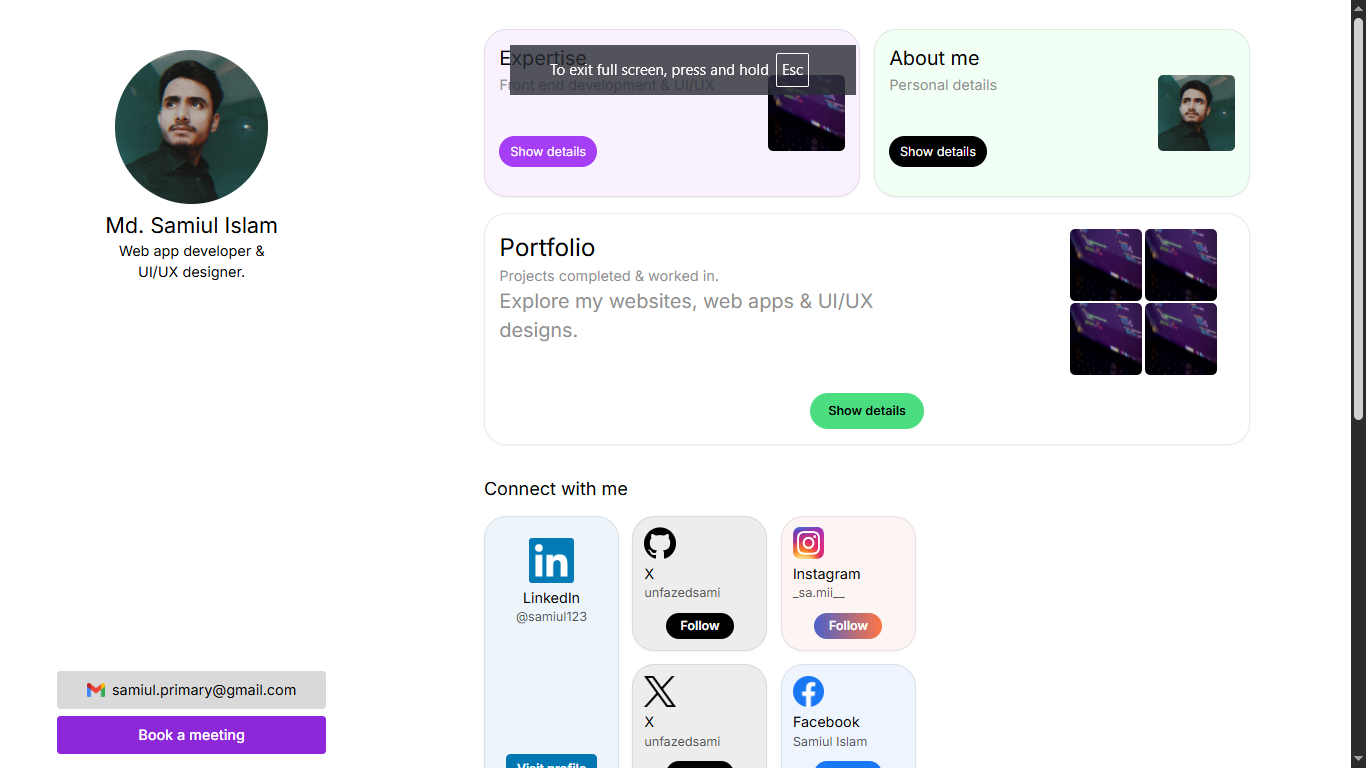 Md. Samiul Islam
Web app developer &
UI/UX designer.
samiul.primary@gmail.com
Book a meeting
To exit full screen, press and hold Esc
Expertise
Front end development & UI/UX
Show details
About me
Personal details
Show details
Portfolio
Projects completed & worked in.
Explore my websites, web apps & UI/UX
designs.
Show details
Connect with me
LinkedIn
@samiul123
Visit profile
X
unfazedsami
Follow
Instagram
_sa.mii__
Follow
X
unfazedsami
Facebook
Samiul Islam